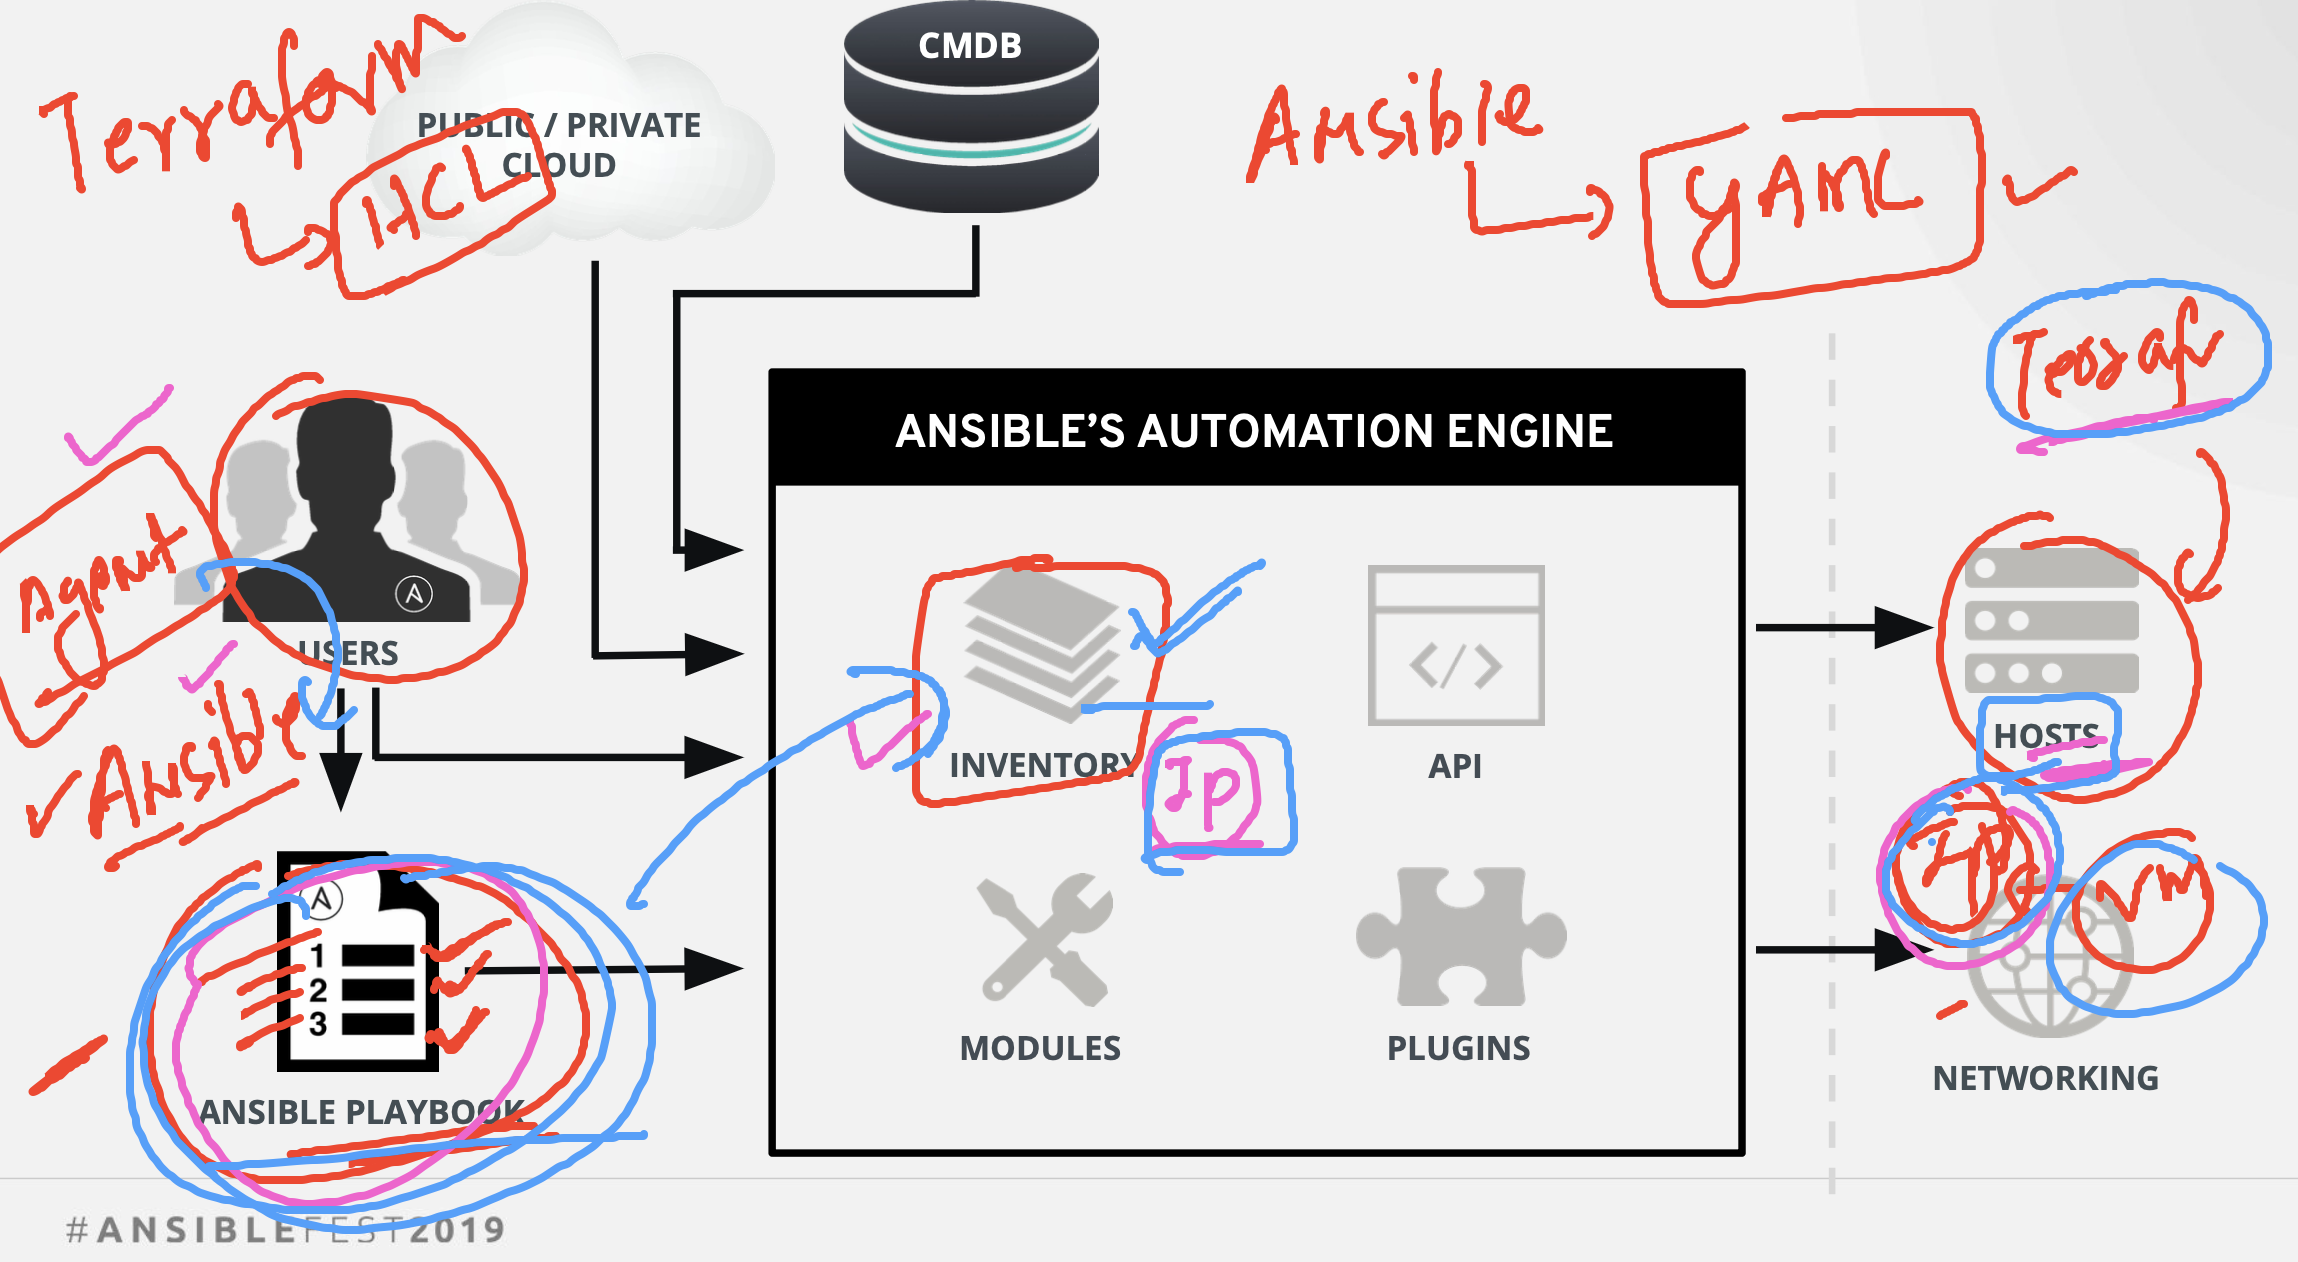 Terraform
CMDB
PUBLIC / PRIVATE
CLOUD
HCL
Ansible
YAML
Terraf
ANSIBLE'S AUTOMATION ENGINE
Agent
USERS
Ansible
HOSTS
INVENTORY
API
IP
IP
VM
1
2
3
MODULES
PLUGINS
NETWORKING
ANSIBLE PLAYBOOK
#ANSIBLEFEST2019